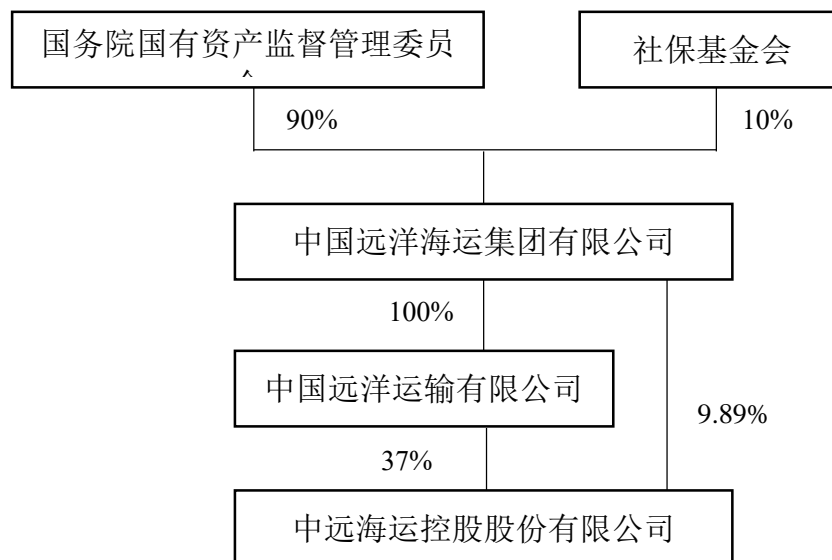 国务院国有资产监督管理委员
社保基金会
90%
10%
中国远洋海运集团有限公司
100%
中国远洋运输有限公司
9.89%
37%
中远海运控股股份有限公司